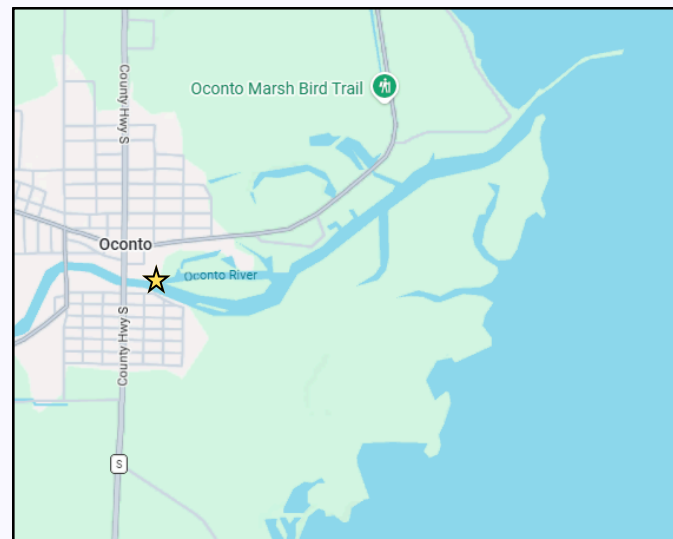 County Hwy S
Oconto Marsh Bird Trail
Oconto
Oconto River
County Hwy S
S